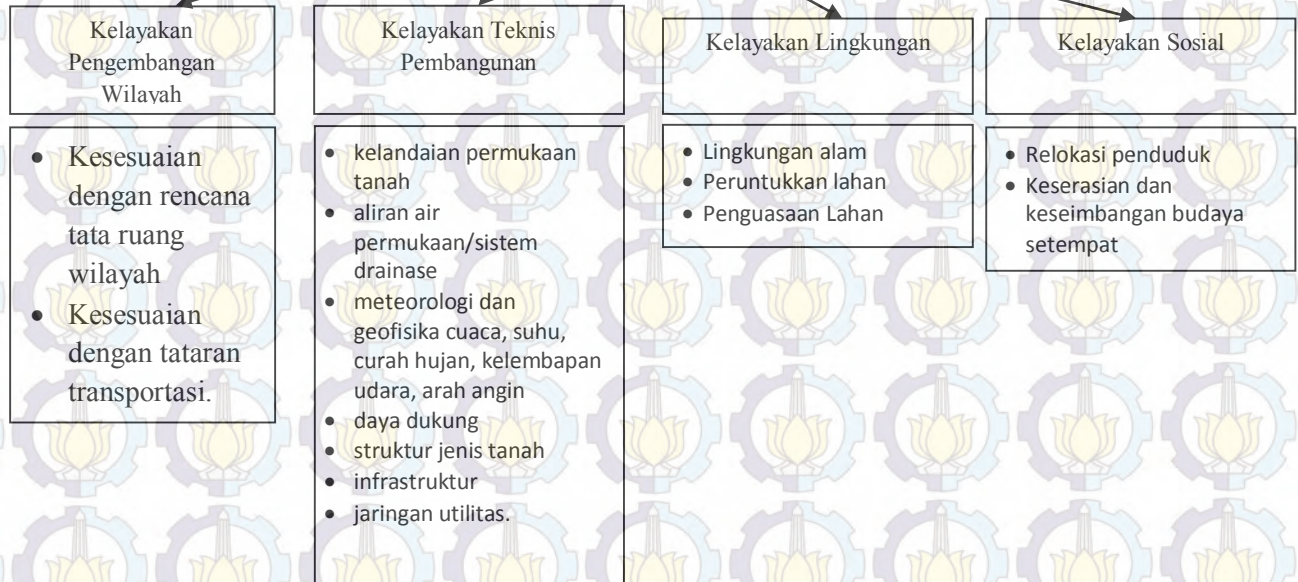 Kelayakan
Pengembangan
Wilayah
Kelayakan Teknis
Pembangunan
Kelayakan Lingkungan
Kelayakan Sosial
• Kesesuaian
dengan rencana
tata ruang
wilayah
• Kesesuaian
dengan tataran
transportasi.
• kelandaian permukaan
tanah
• aliran air
permukaan/sistem
drainase
• meteorologi dan
geofisika cuaca, suhu,
curah hujan, kelembapan
udara, arah angin
• daya dukung
• struktur jenis tanah
• infrastruktur
• jaringan utilitas.
• Lingkungan alam
• Peruntukkan lahan
• Penguasaan Lahan
• Relokasi penduduk
• Keserasian dan
keseimbangan budaya
setempat